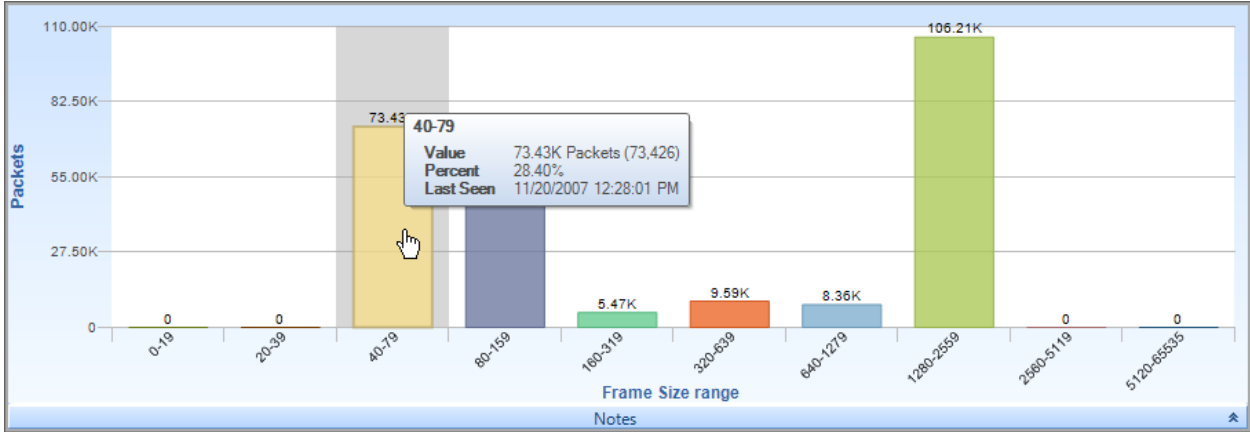 110.00K
106.21K
82.50K
73.43
40-79
Value 73.43K Packets (73,426)
Percent 28.40%
Last Seen 11/20/2007 12:28:01 PM
55.00K
Packets
27.50K
5.47K
9.59K
8.36K
0
0
0
0
0
0-19
20-39
40-79
80-159
160-319
320-639
640-1279
1280-2559
2560-5119
5120-65535
Frame Size range
Notes